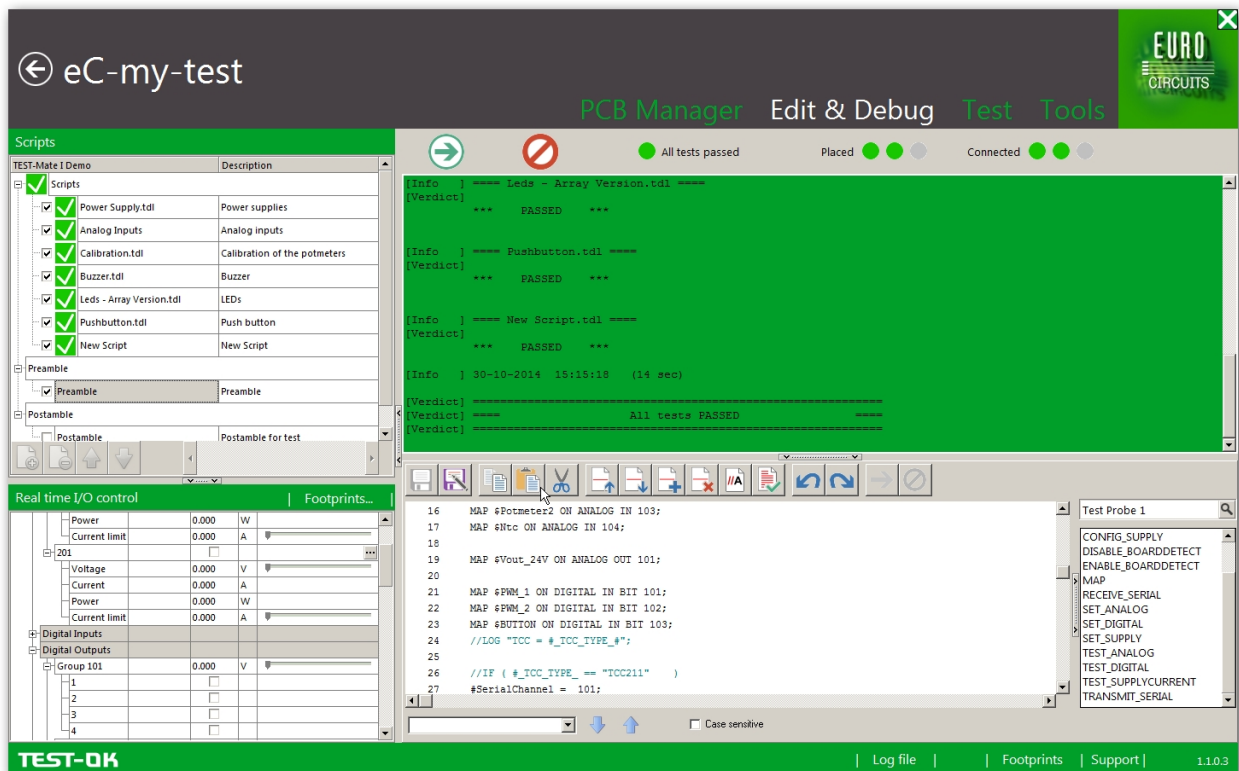 eC-my-test
EURO
CIRCUITS
PCB Manager Edit & Debug Test Tools
Scripts
TEST-Mate I Demo Description
Scripts
Power Supply.tdl Power supplies
Analog Inputs Analog inputs
Calibration.tdl Calibration of the potmeters
Buzzer.tdl Buzzer
Leds - Array Version.tdl LEDs
Pushbutton.tdl Push button
New Script New Script
Preamble
Preamble Preamble
Postamble
Postamble Postamble for test
All tests passed Placed Connected
[Info ] ==== Leds - Array Version.tdl ====
[Verdict]
*** PASSED ***
[Info ] ==== Pushbutton.tdl ====
[Verdict]
*** PASSED ***
[Info ] ==== New Script.tdl ====
[Verdict]
*** PASSED ***
[Info ] 30-10-2014 15:15:18 (14 sec)
[Verdict] ==========================================================
[Verdict] ==== All tests PASSED ====
[Verdict] ==========================================================
Real time I/O control | Footprints... |
Power 0.000 W
Current limit 0.000 A
201 ...
Voltage 0.000 V
Current 0.000 A
Power 0.000 W
Current limit 0.000 A
Digital Inputs
Digital Outputs
Group 101 0.000 V
1
2
3
4
//A
16 MAP $Potmeter2 ON ANALOG IN 103;
17 MAP $Ntc ON ANALOG IN 104;
18
19 MAP $Vout_24V ON ANALOG OUT 101;
20
21 MAP $PWM_1 ON DIGITAL IN BIT 101;
22 MAP $PWM_2 ON DIGITAL IN BIT 102;
23 MAP $BUTTON ON DIGITAL IN BIT 103;
24 //LOG "TCC = #_TCC_TYPE_#";
25
26 //IF ( #_TCC_TYPE_ == "TCC211" )
27 #SerialChannel = 101;
Case sensitive
Test Probe 1
CONFIG_SUPPLY
DISABLE_BOARDDETECT
ENABLE_BOARDDETECT
MAP
RECEIVE_SERIAL
SET_ANALOG
SET_DIGITAL
SET_SUPPLY
TEST_ANALOG
TEST_DIGITAL
TEST_SUPPLYCURRENT
TRANSMIT_SERIAL
TEST-OK | Log file | | Footprints | Support | 1.1.0.3